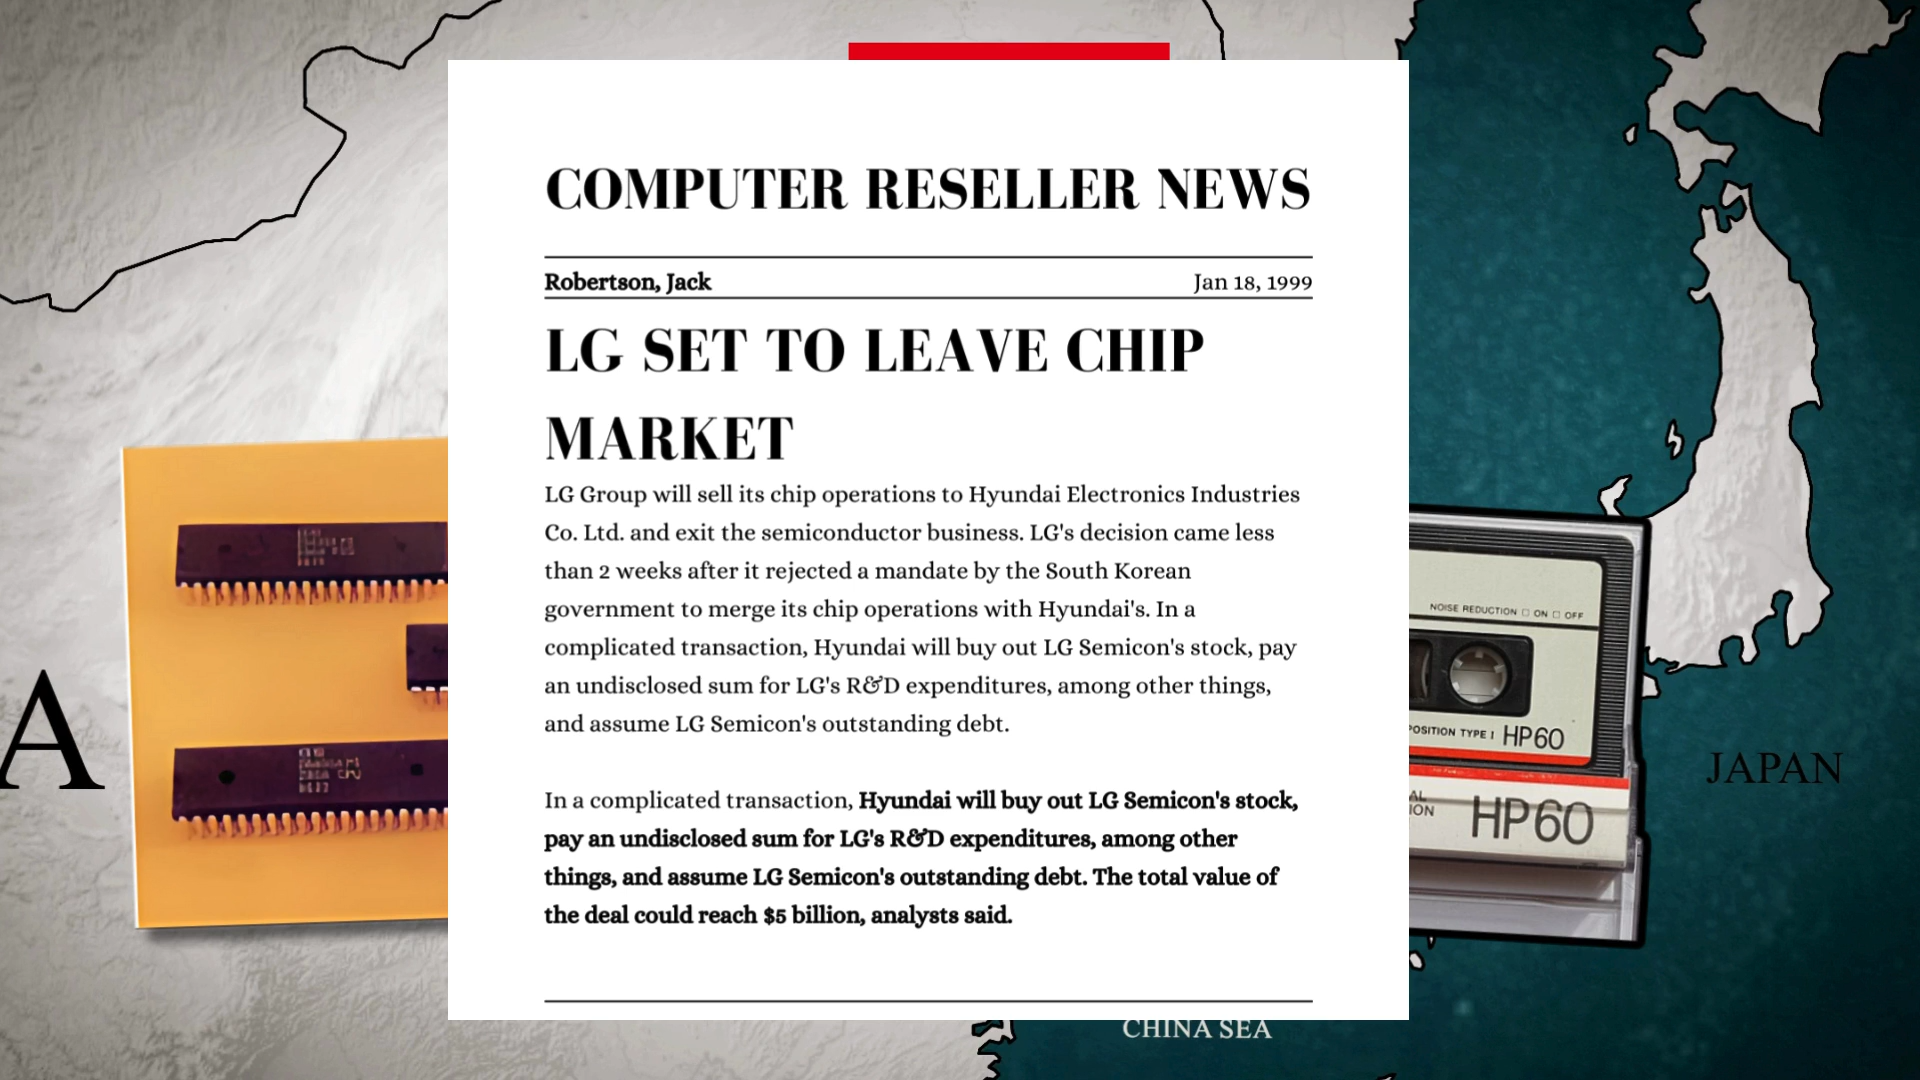 COMPUTER RESELLER NEWS
Robertson, Jack
Jan 18, 1999
LG SET TO LEAVE CHIP
MARKET
LG Group will sell its chip operations to Hyundai Electronics Industries
Co. Ltd. and exit the semiconductor business. LG's decision came less
than 2 weeks after it rejected a mandate by the South Korean
government to merge its chip operations with Hyundai's. In a
complicated transaction, Hyundai will buy out LG Semicon's stock, pay
an undisclosed sum for LG's R&D expenditures, among other things,
and assume LG Semicon's outstanding debt.
In a complicated transaction, Hyundai will buy out LG Semicon's stock,
pay an undisclosed sum for LG's R&D expenditures, among other
things, and assume LG Semicon's outstanding debt. The total value of
the deal could reach $5 billion, analysts said.
A
NOISE REDUCTION □ ON □ OFF
POSITION TYPE I HP60
HP60
JAPAN
CHINA SEA